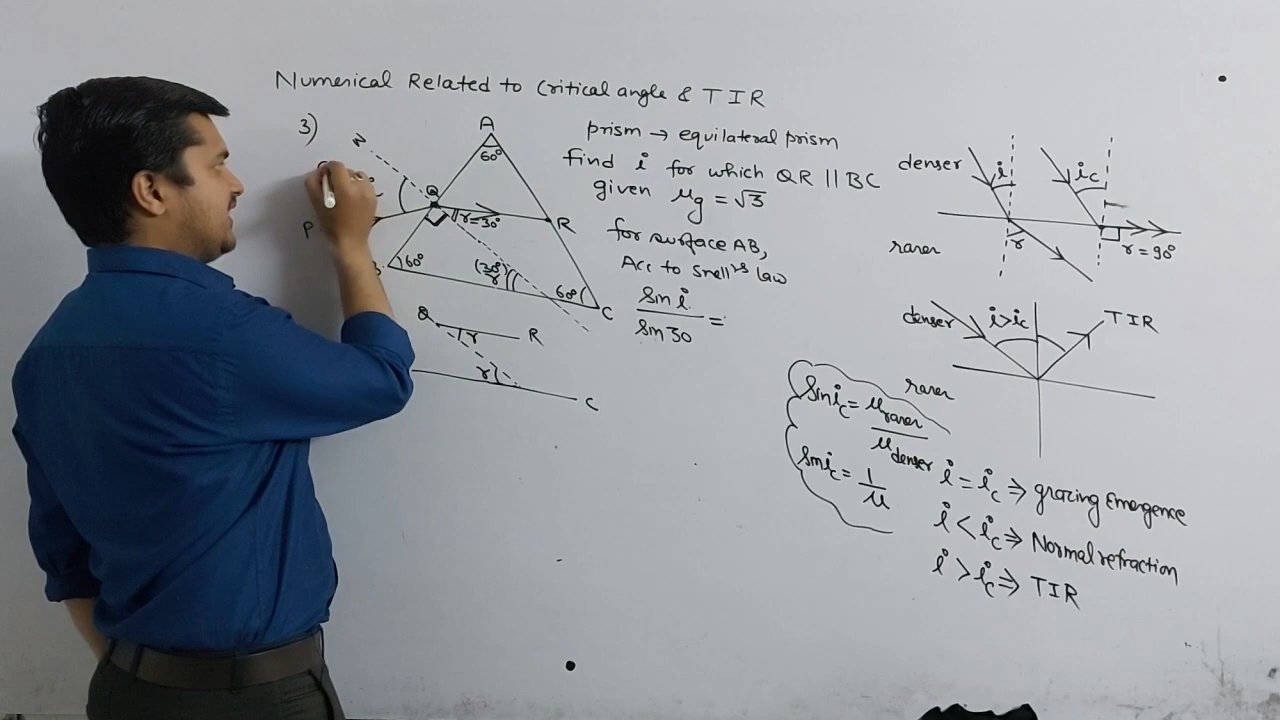 Numerical Related to Critical angle & TIR
3)
N
A
60°
Q
i
P
r=30°
R
60°
(30°)
r
60°
C
Q
r
R
r
C
prism → equilateral prism
find i for which QR || BC
given μg = √3
for surface AB,
Acc to snell's law
Sin i
Sin 30 =
denser
i
ic
rarer
r
r = 90°
denser
i>ic
TIR
rarer
Sin ic = μrarer
μdenser
Sin ic = 1
μ
i = ic ⇒ grazing Emergence
i < ic ⇒ Normal refraction
i > ic ⇒ TIR